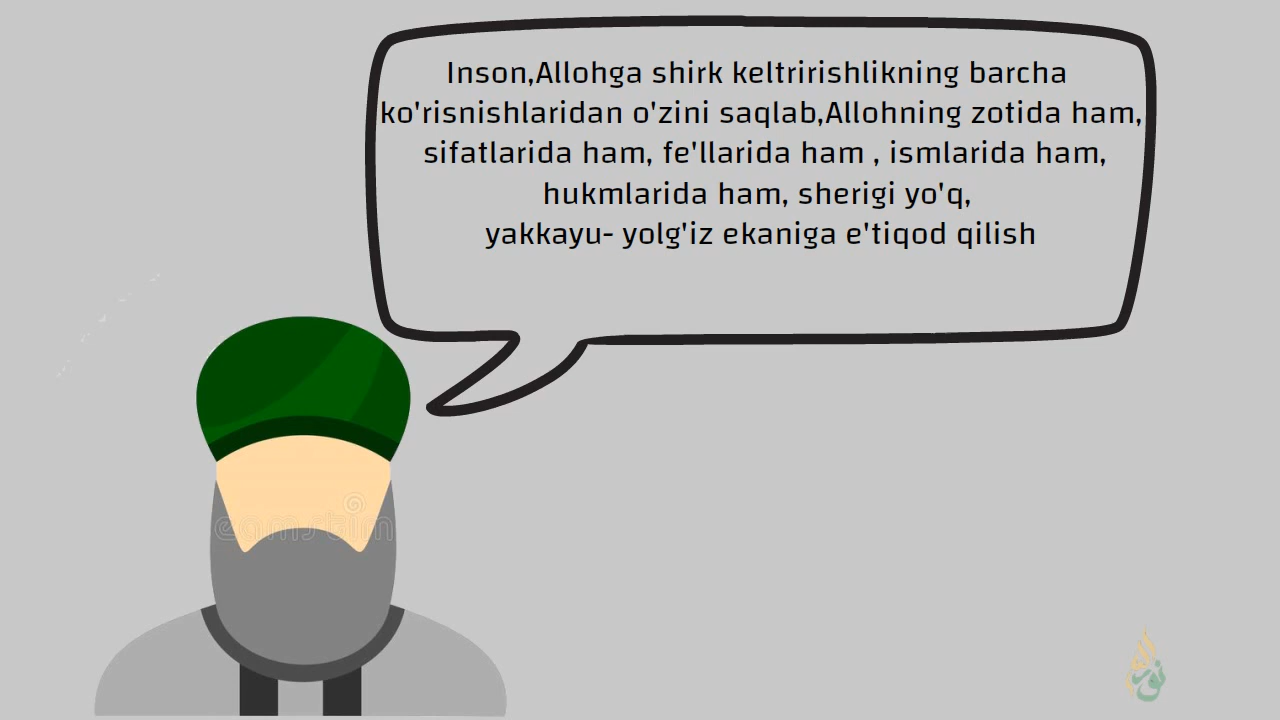 Inson,Allohga shirk keltririshlikning barcha
ko'risnishlaridan o'zini saqlab,Allohning zotida ham,
sifatlarida ham, fe'llarida ham , ismlarida ham,
hukmlarida ham, sherigi yo'q,
yakkayu- yolg'iz ekaniga e'tiqod qilish